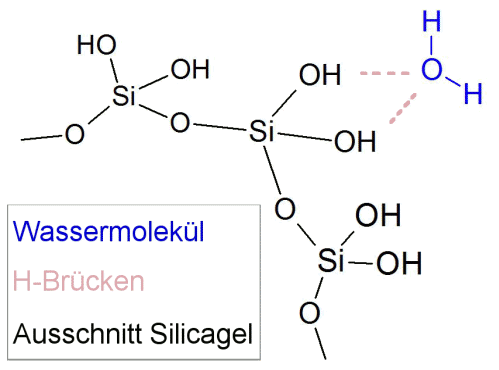 H
HO
OH
OH
O
H
Si
O
O
Si
OH
O
OH
Si
OH
O
Wassermolekül
H-Brücken
Ausschnitt Silicagel